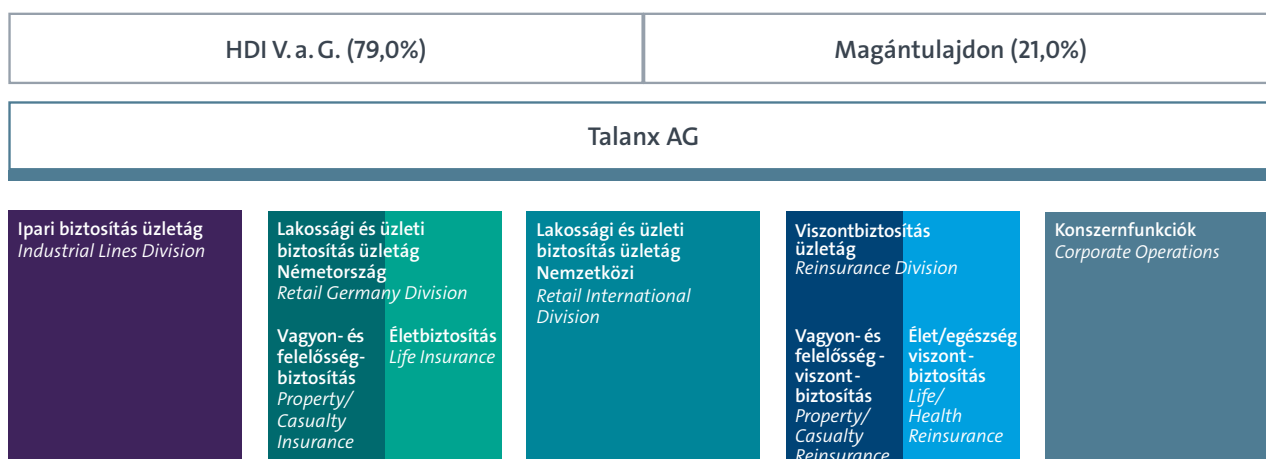 HDI V. a. G. (79,0%)
Magántulajdon (21,0%)
Talanx AG
Ipari biztosítás üzletág
Industrial Lines Division
Lakossági és üzleti
biztosítás üzletág
Németország
Retail Germany Division
Vagyon- és
felelősség-
biztosítás
Property/
Casualty
Insurance
Életbiztosítás
Life Insurance
Lakossági és üzleti
biztosítás üzletág
Nemzetközi
Retail International
Division
Viszontbiztosítás
üzletág
Reinsurance Division
Vagyon- és
felelősség-
viszont-
biztosítás
Property/
Casualty
Reinsurance
Élet/egészség
viszont-
biztosítás
Life/
Health
Reinsurance
Konszernfunkciók
Corporate Operations